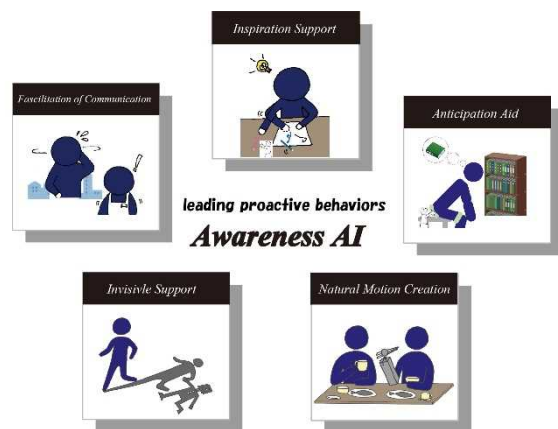 Inspiration Support
Fascilitation of Communication
Anticipation Aid
leading proactive behaviors
Awareness AI
Invisivle Support
Natural Motion Creation